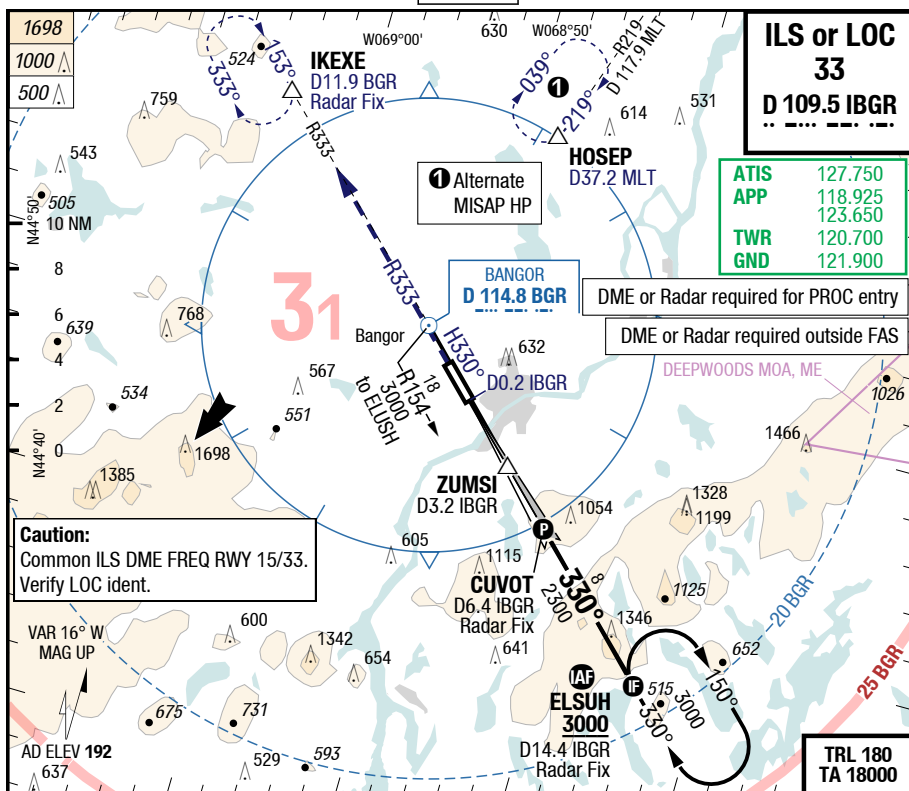 1698
1000
500
ILS or LOC
33
D 109.5 IBGR
ATIS 127.750
APP 118.925
123.650
TWR 120.700
GND 121.900
DME or Radar required for PROC entry
DME or Radar required outside FAS
W069°00'
630
W068°50'
R219
D 117.9 MLT
524
153°
333°
IKEXE
D11.9 BGR
Radar Fix
039°
1
219°
HOSEP
D37.2 MLT
614
531
759
543
505
N44°50'
10 NM
8
6
4
2
0
N44°40'
R333
1 Alternate
MISAP HP
R333
31
BANGOR
D 114.8 BGR
Bangor
768
639
H330°
D0.2 IBGR
632
DEEPWOODS MOA, ME
1026
567
534
551
18
R154
3000
to ELUSH
1466
1698
1385
ZUMSI
D3.2 IBGR
1328
1199
1054
P
Caution:
Common ILS DME FREQ RWY 15/33.
Verify LOC ident.
605
1115
CUVOT
D6.4 IBGR
Radar Fix
8
330°
2300
1125
1346
20 BGR
600
1342
654
641
652
VAR 16° W
MAG UP
IAF
IF
ELSUH
3000
D14.4 IBGR
Radar Fix
515
3000
150°
330°
25 BGR
675
731
593
529
AD ELEV 192
637
TRL 180
TA 18000